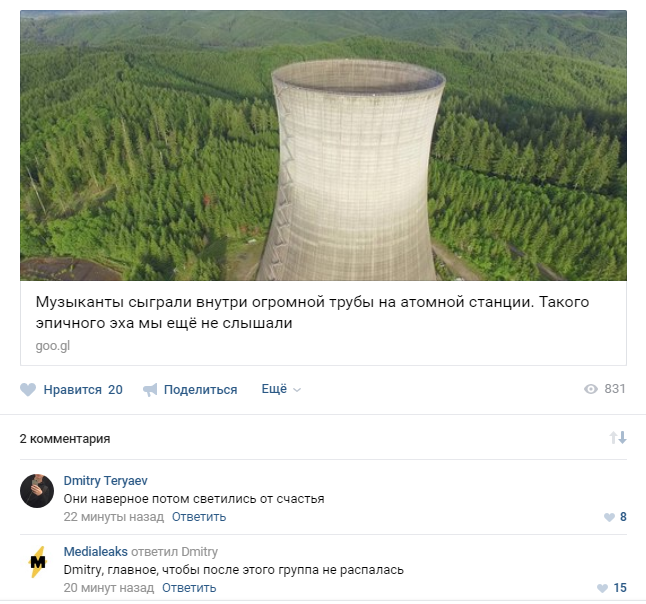 Музыканты сыграли внутри огромной трубы на атомной станции. Такого
эпичного эха мы ещё не слышали
goo.gl
Нравится 20 Поделиться Ещё 831
2 комментария
Dmitry Teryaev
Они наверное потом светились от счастья
22 минуты назад Ответить 8
M
Medialeaks ответил Dmitry
Dmitry, главное, чтобы после этого группа не распалась
20 минут назад Ответить 15